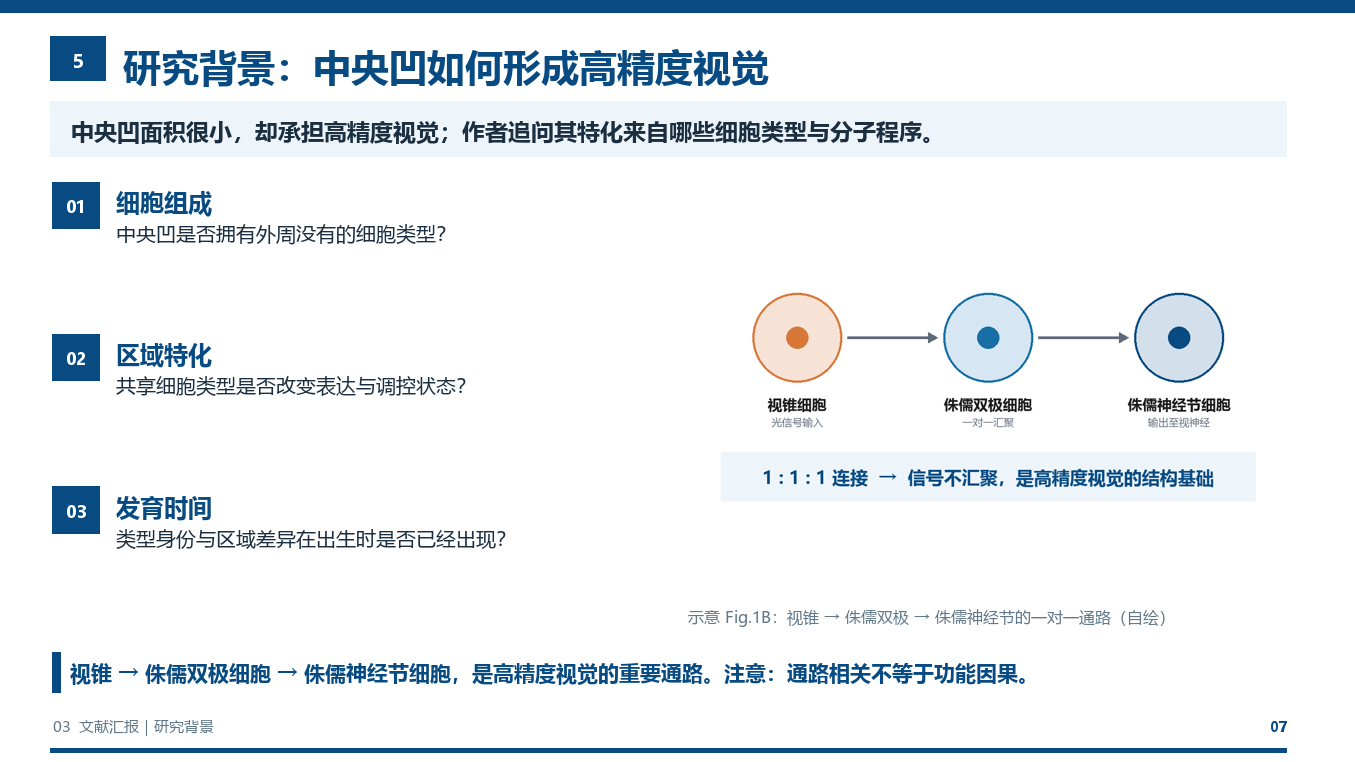 5
研究背景：中央凹如何形成高精度视觉
中央凹面积很小，却承担高精度视觉；作者追问其特化来自哪些细胞类型与分子程序。
01
细胞组成
中央凹是否拥有外周没有的细胞类型？
02
区域特化
共享细胞类型是否改变表达与调控状态？
03
发育时间
类型身份与区域差异在出生时是否已经出现？
视锥细胞
光信号输入
侏儒双极细胞
一对一汇聚
侏儒神经节细胞
输出至视神经
1 : 1 : 1 连接 → 信号不汇聚，是高精度视觉的结构基础
示意 Fig.1B：视锥 → 侏儒双极 → 侏儒神经节的一对一通路（自绘）
视锥 → 侏儒双极细胞 → 侏儒神经节细胞，是高精度视觉的重要通路。注意：通路相关不等于功能因果。
03 文献汇报｜研究背景
07